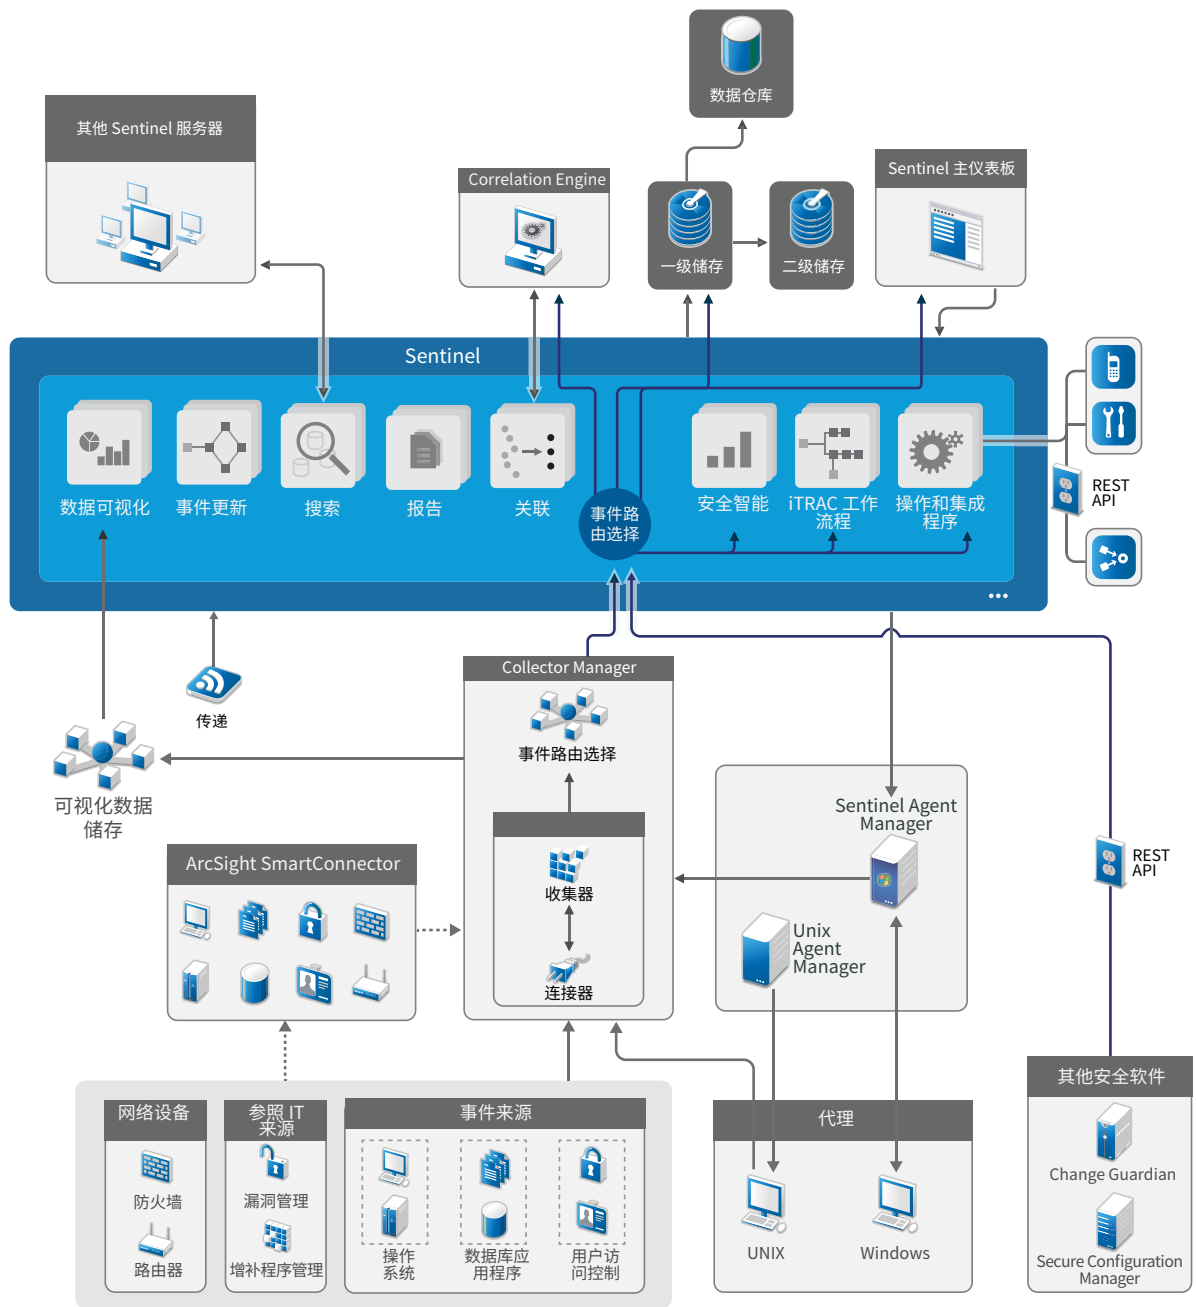 数据仓库
其他 Sentinel 服务器
Correlation Engine
一级储存
二级储存
Sentinel 主仪表板
Sentinel
数据可视化
事件更新
搜索
报告
关联
事件路
由选择
安全智能
iTRAC 工作
流程
操作和集成
程序
REST
API
传递
可视化数据
储存
Collector Manager
事件路由选择
收集器
连接器
Sentinel Agent
Manager
Unix
Agent
Manager
REST
API
ArcSight SmartConnector
网络设备
防火墙
路由器
参照 IT
来源
漏洞管理
增补程序管理
事件来源
操作
系统
数据库应
用程序
用户访
问控制
代理
UNIX
Windows
其他安全软件
Change Guardian
Secure Configuration
Manager